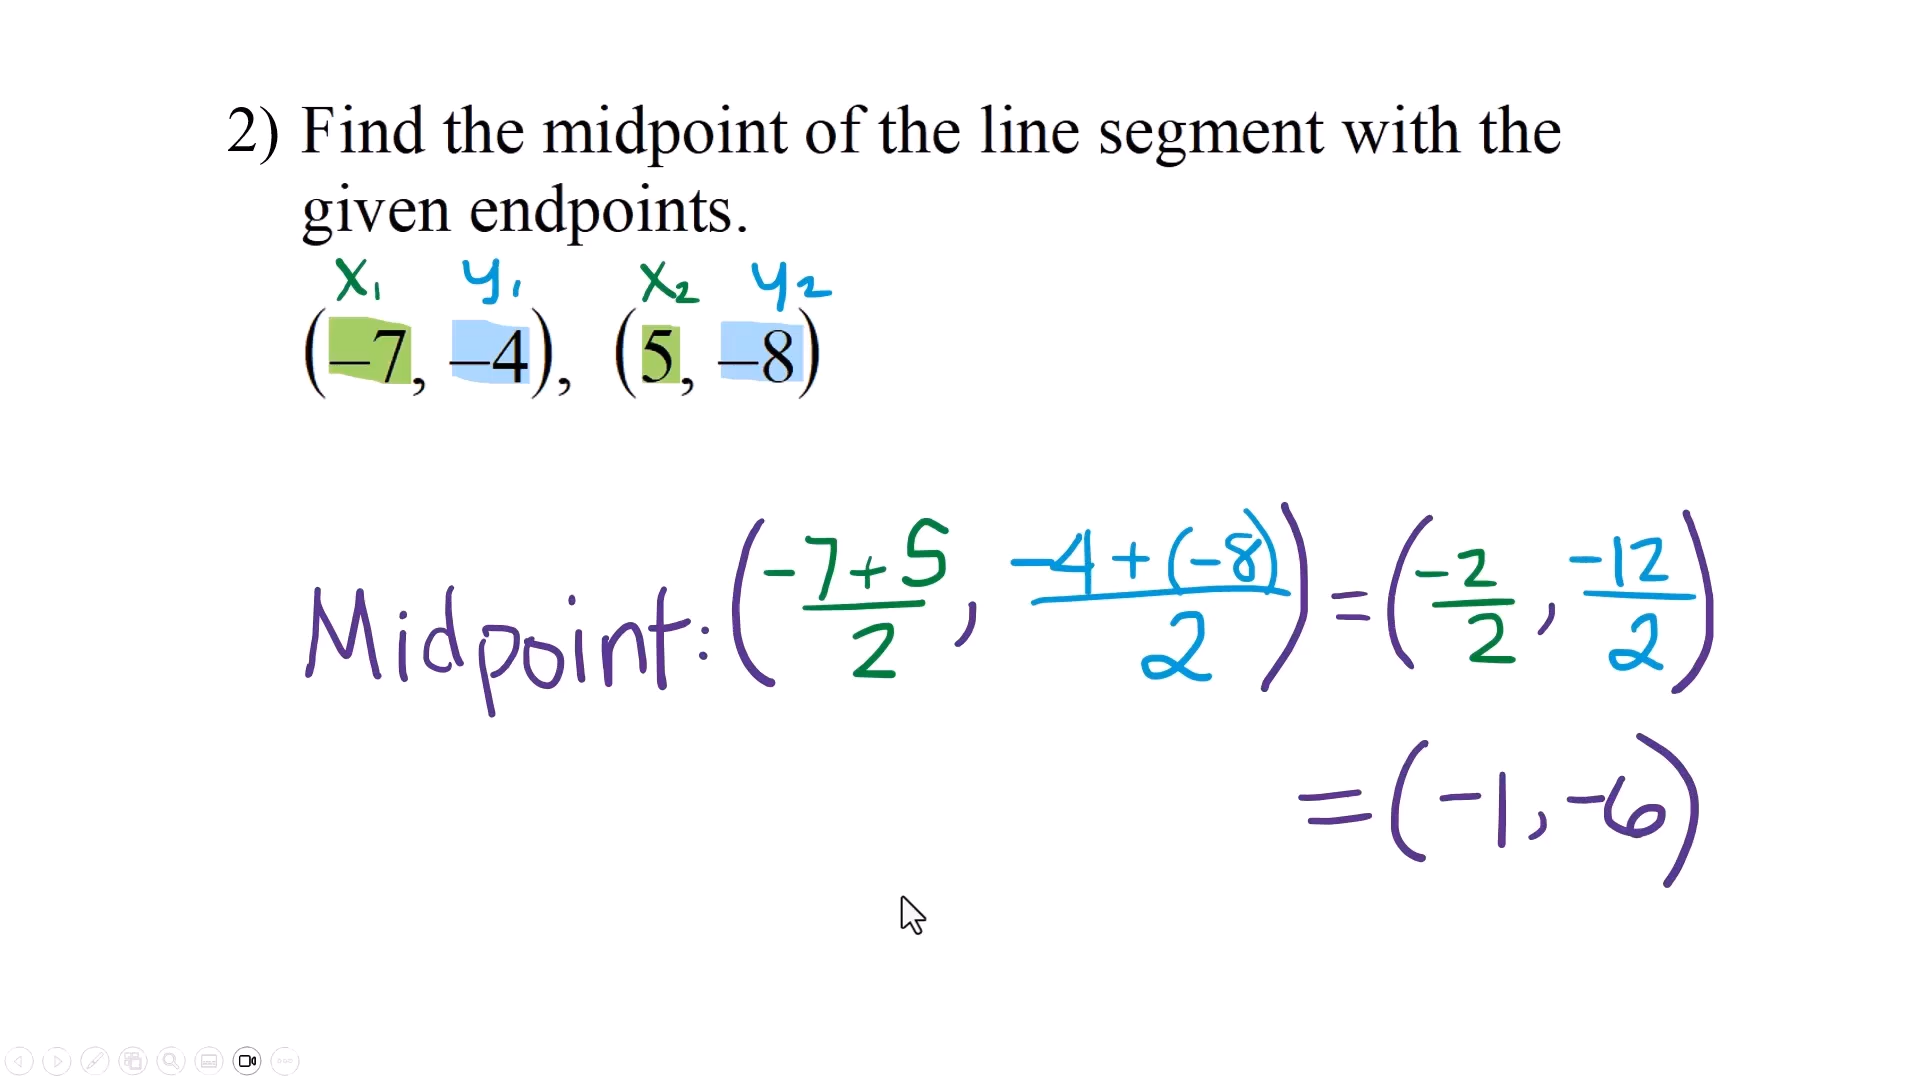 2) Find the midpoint of the line segment with the
given endpoints.
x₁ y₁ x₂ y₂
(–7, –4), (5, –8)
Midpoint: (-7+5/2, -4+(-8)/2) = (-2/2, -12/2)
= (-1, -6)